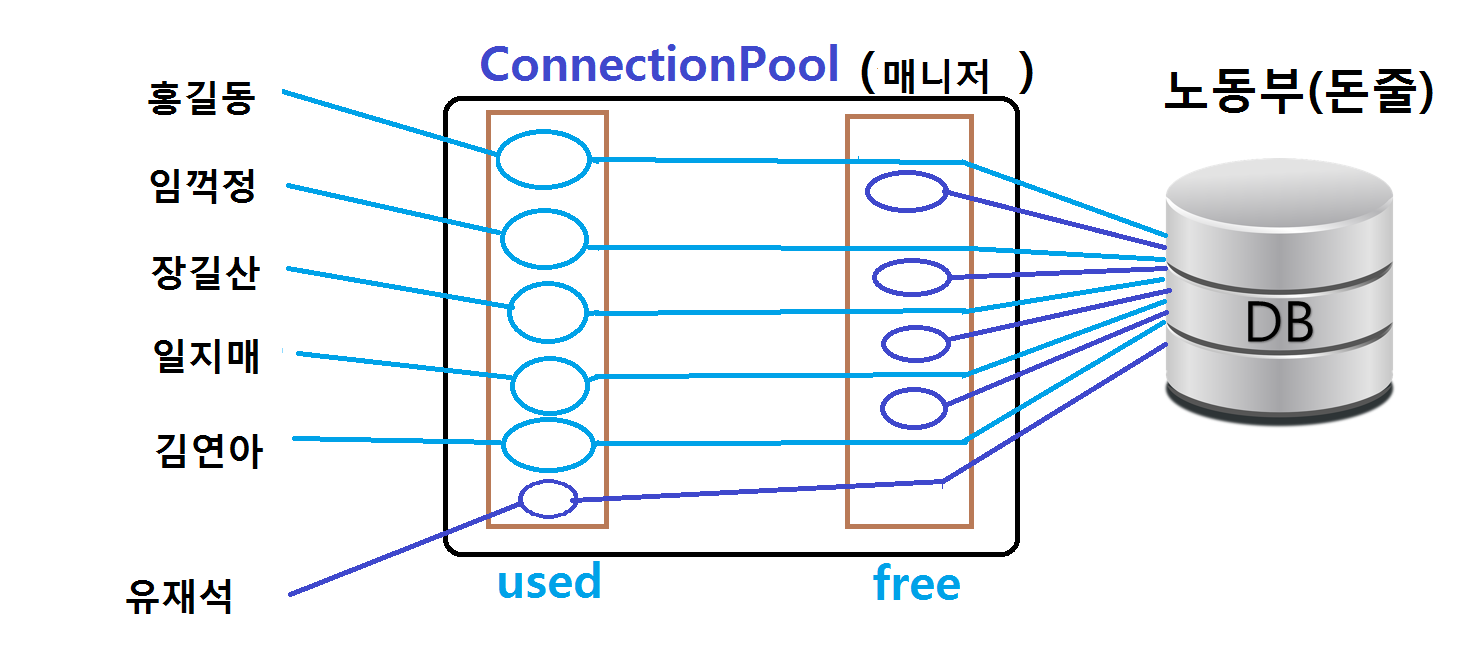 ConnectionPool (매니저 )
노동부(돈줄)
홍길동
임꺽정
장길산
일지매
김연아
유재석
DB
used
free